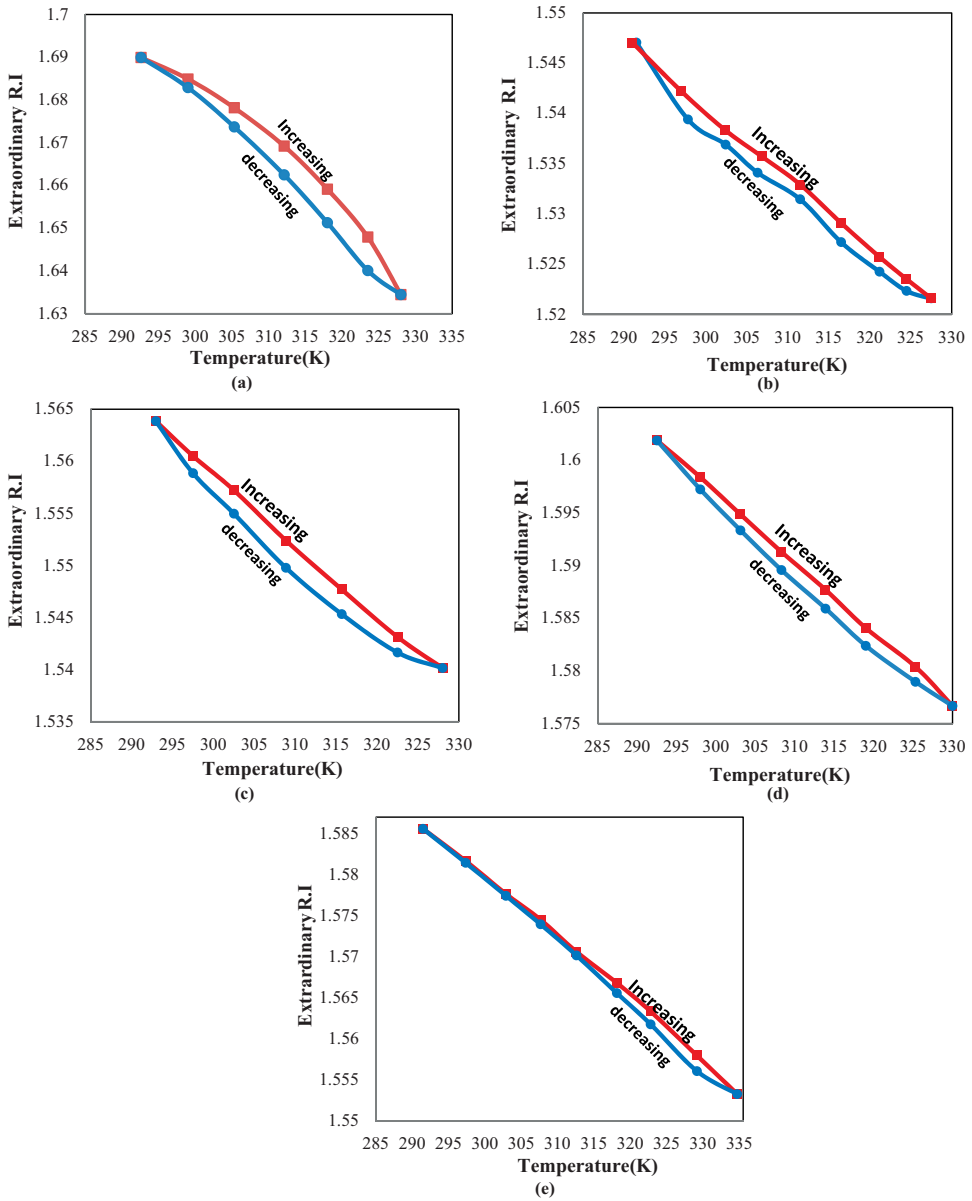 1.7
1.69
1.68
1.67
1.66
1.65
1.64
1.63
Extraordinary R.I
Increasing
decreasing
285 290 295 300 305 310 315 320 325 330 335
Temperature(K)
(a)
1.55
1.545
1.54
1.535
1.53
1.525
1.52
Extraordinary R.I
Increasing
decreasing
285 290 295 300 305 310 315 320 325 330
Temperature(K)
(b)
1.565
1.56
1.555
1.55
1.545
1.54
1.535
Extraordinary R.I
Increasing
decreasing
285 290 295 300 305 310 315 320 325 330
Temperature(K)
(c)
1.605
1.6
1.595
1.59
1.585
1.58
1.575
Extraordinary R.I
Increasing
decreasing
285 290 295 300 305 310 315 320 325 330
Temperature(K)
(d)
1.585
1.58
1.575
1.57
1.565
1.56
1.555
1.55
Extrardinary R.I
Increasing
decreasing
285 290 295 300 305 310 315 320 325 330 335
Temperature(K)
(e)